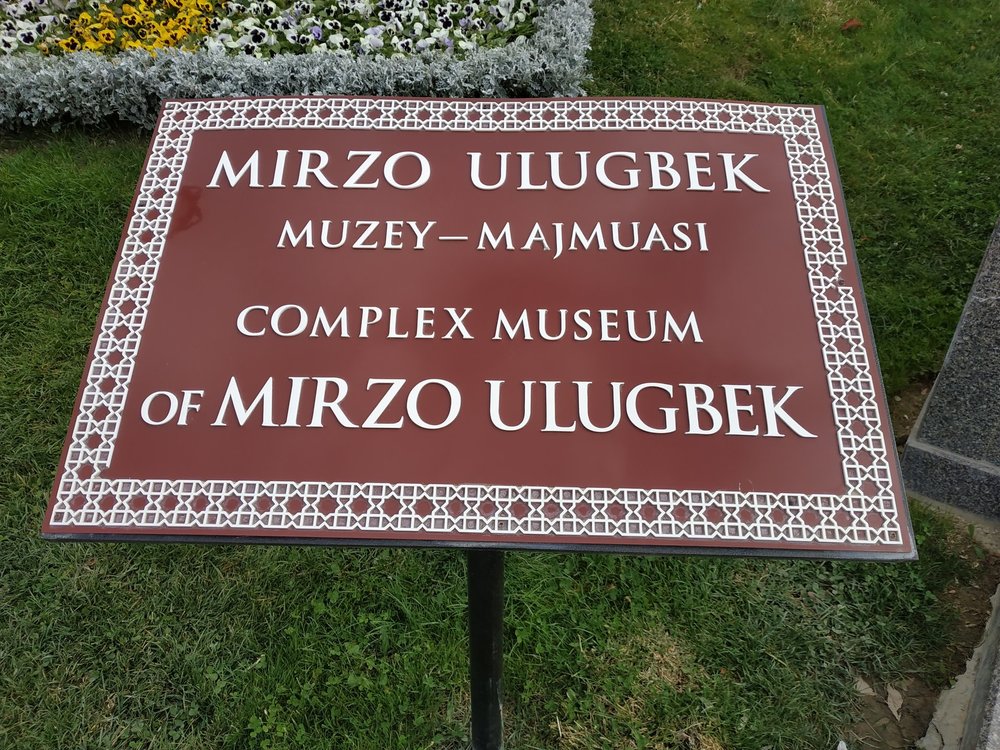 MIRZO ULUGBEK
MUZEY–MAJMUASI
COMPLEX MUSEUM
OF MIRZO ULUGBEK